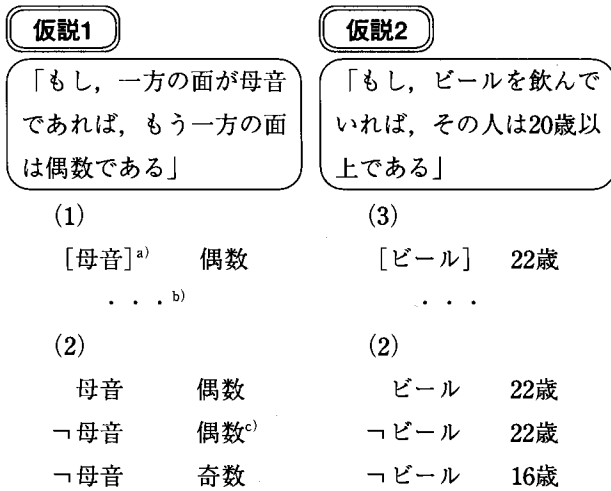 仮説1
「もし，一方の面が母音
であれば，もう一方の面
は偶数である」
(1)
［母音］a) 偶数
・・・b)
(2)
母音 偶数
¬母音 偶数c)
¬母音 奇数
仮説2
「もし，ビールを飲んで
いれば，その人は20歳以
上である」
(3)
［ビール］ 22歳
・・・
(2)
ビール 22歳
¬ビール 22歳
¬ビール 16歳